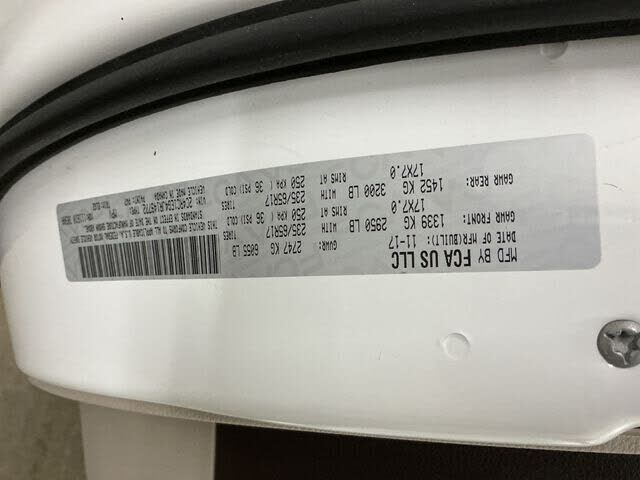 MFD BY FCA US LLC
DATE OF MFR(BUILT): 11-17 GVWR: 2747 KG 6055 LB
GAWR FRONT: 1339 KG 2950 LB WITH 235/65R17 TIRES
17X7.0 RIMS AT 250 KPA( 36 PSI) COLD
GAWR REAR: 1452 KG 3200 LB WITH 235/65R17 TIRES
17X7.0 RIMS AT 250 KPA( 36 PSI) COLD
THIS VEHICLE CONFORMS TO ALL APPLICABLE U.S.A. FEDERAL MOTOR VEHICLE SAFETY
STANDARDS IN EFFECT ON THE DATE OF MANUFACTURE SHOWN ABOVE.
VIN: TYPE:
VEHICLE MADE IN CANADA